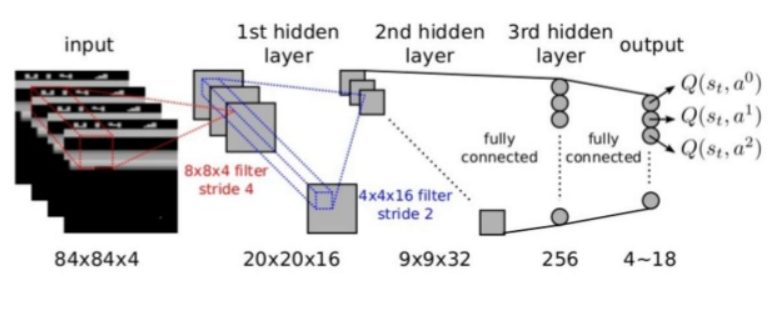 input
1st hidden
layer
2nd hidden
layer
3rd hidden
layer
output
8x8x4 filter
stride 4
4x4x16 filter
stride 2
fully
connected
fully
connected
Q(s_t, a^0)
Q(s_t, a^1)
Q(s_t, a^2)
84x84x4
20x20x16
9x9x32
256
4~18